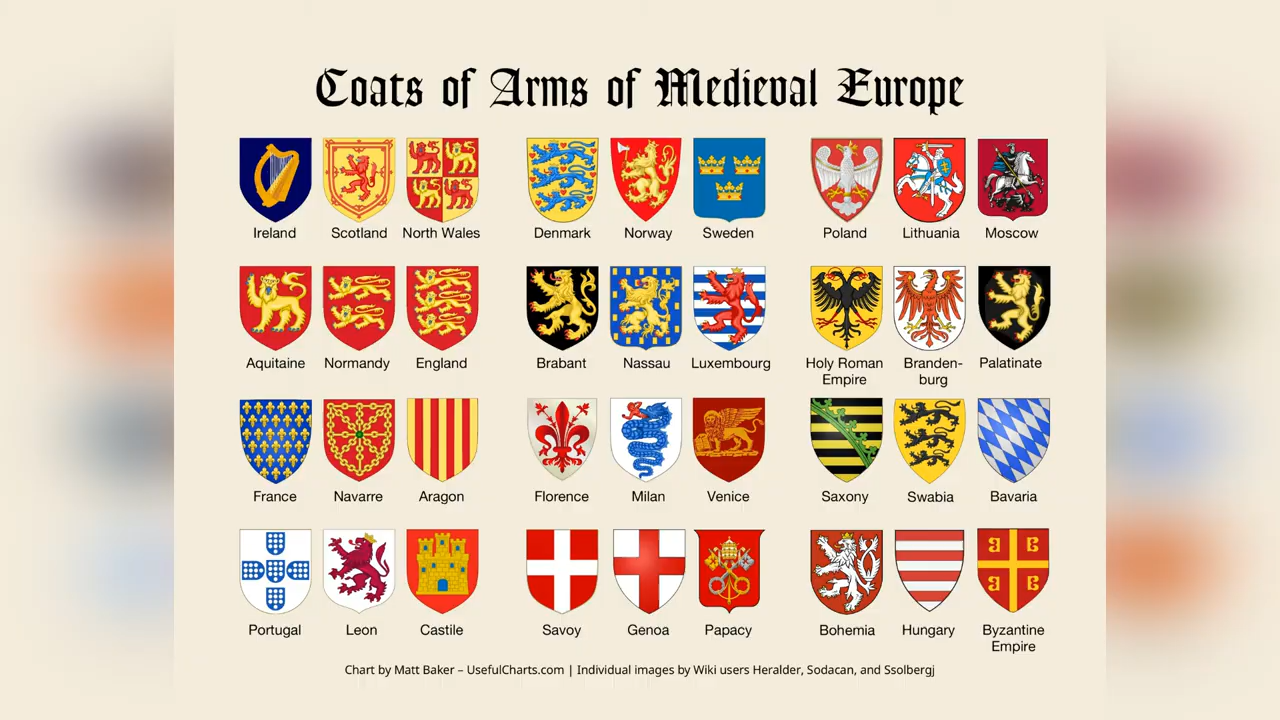 Coats of Arms of Medieval Europe
Ireland Scotland North Wales Denmark Norway Sweden Poland Lithuania Moscow
Aquitaine Normandy England Brabant Nassau Luxembourg Holy Roman Empire Branden-burg Palatinate
France Navarre Aragon Florence Milan Venice Saxony Swabia Bavaria
Portugal Leon Castile Savoy Genoa Papacy Bohemia Hungary Byzantine Empire
Chart by Matt Baker – UsefulCharts.com | Individual images by Wiki users Heralder, Sodacan, and Ssolbergj